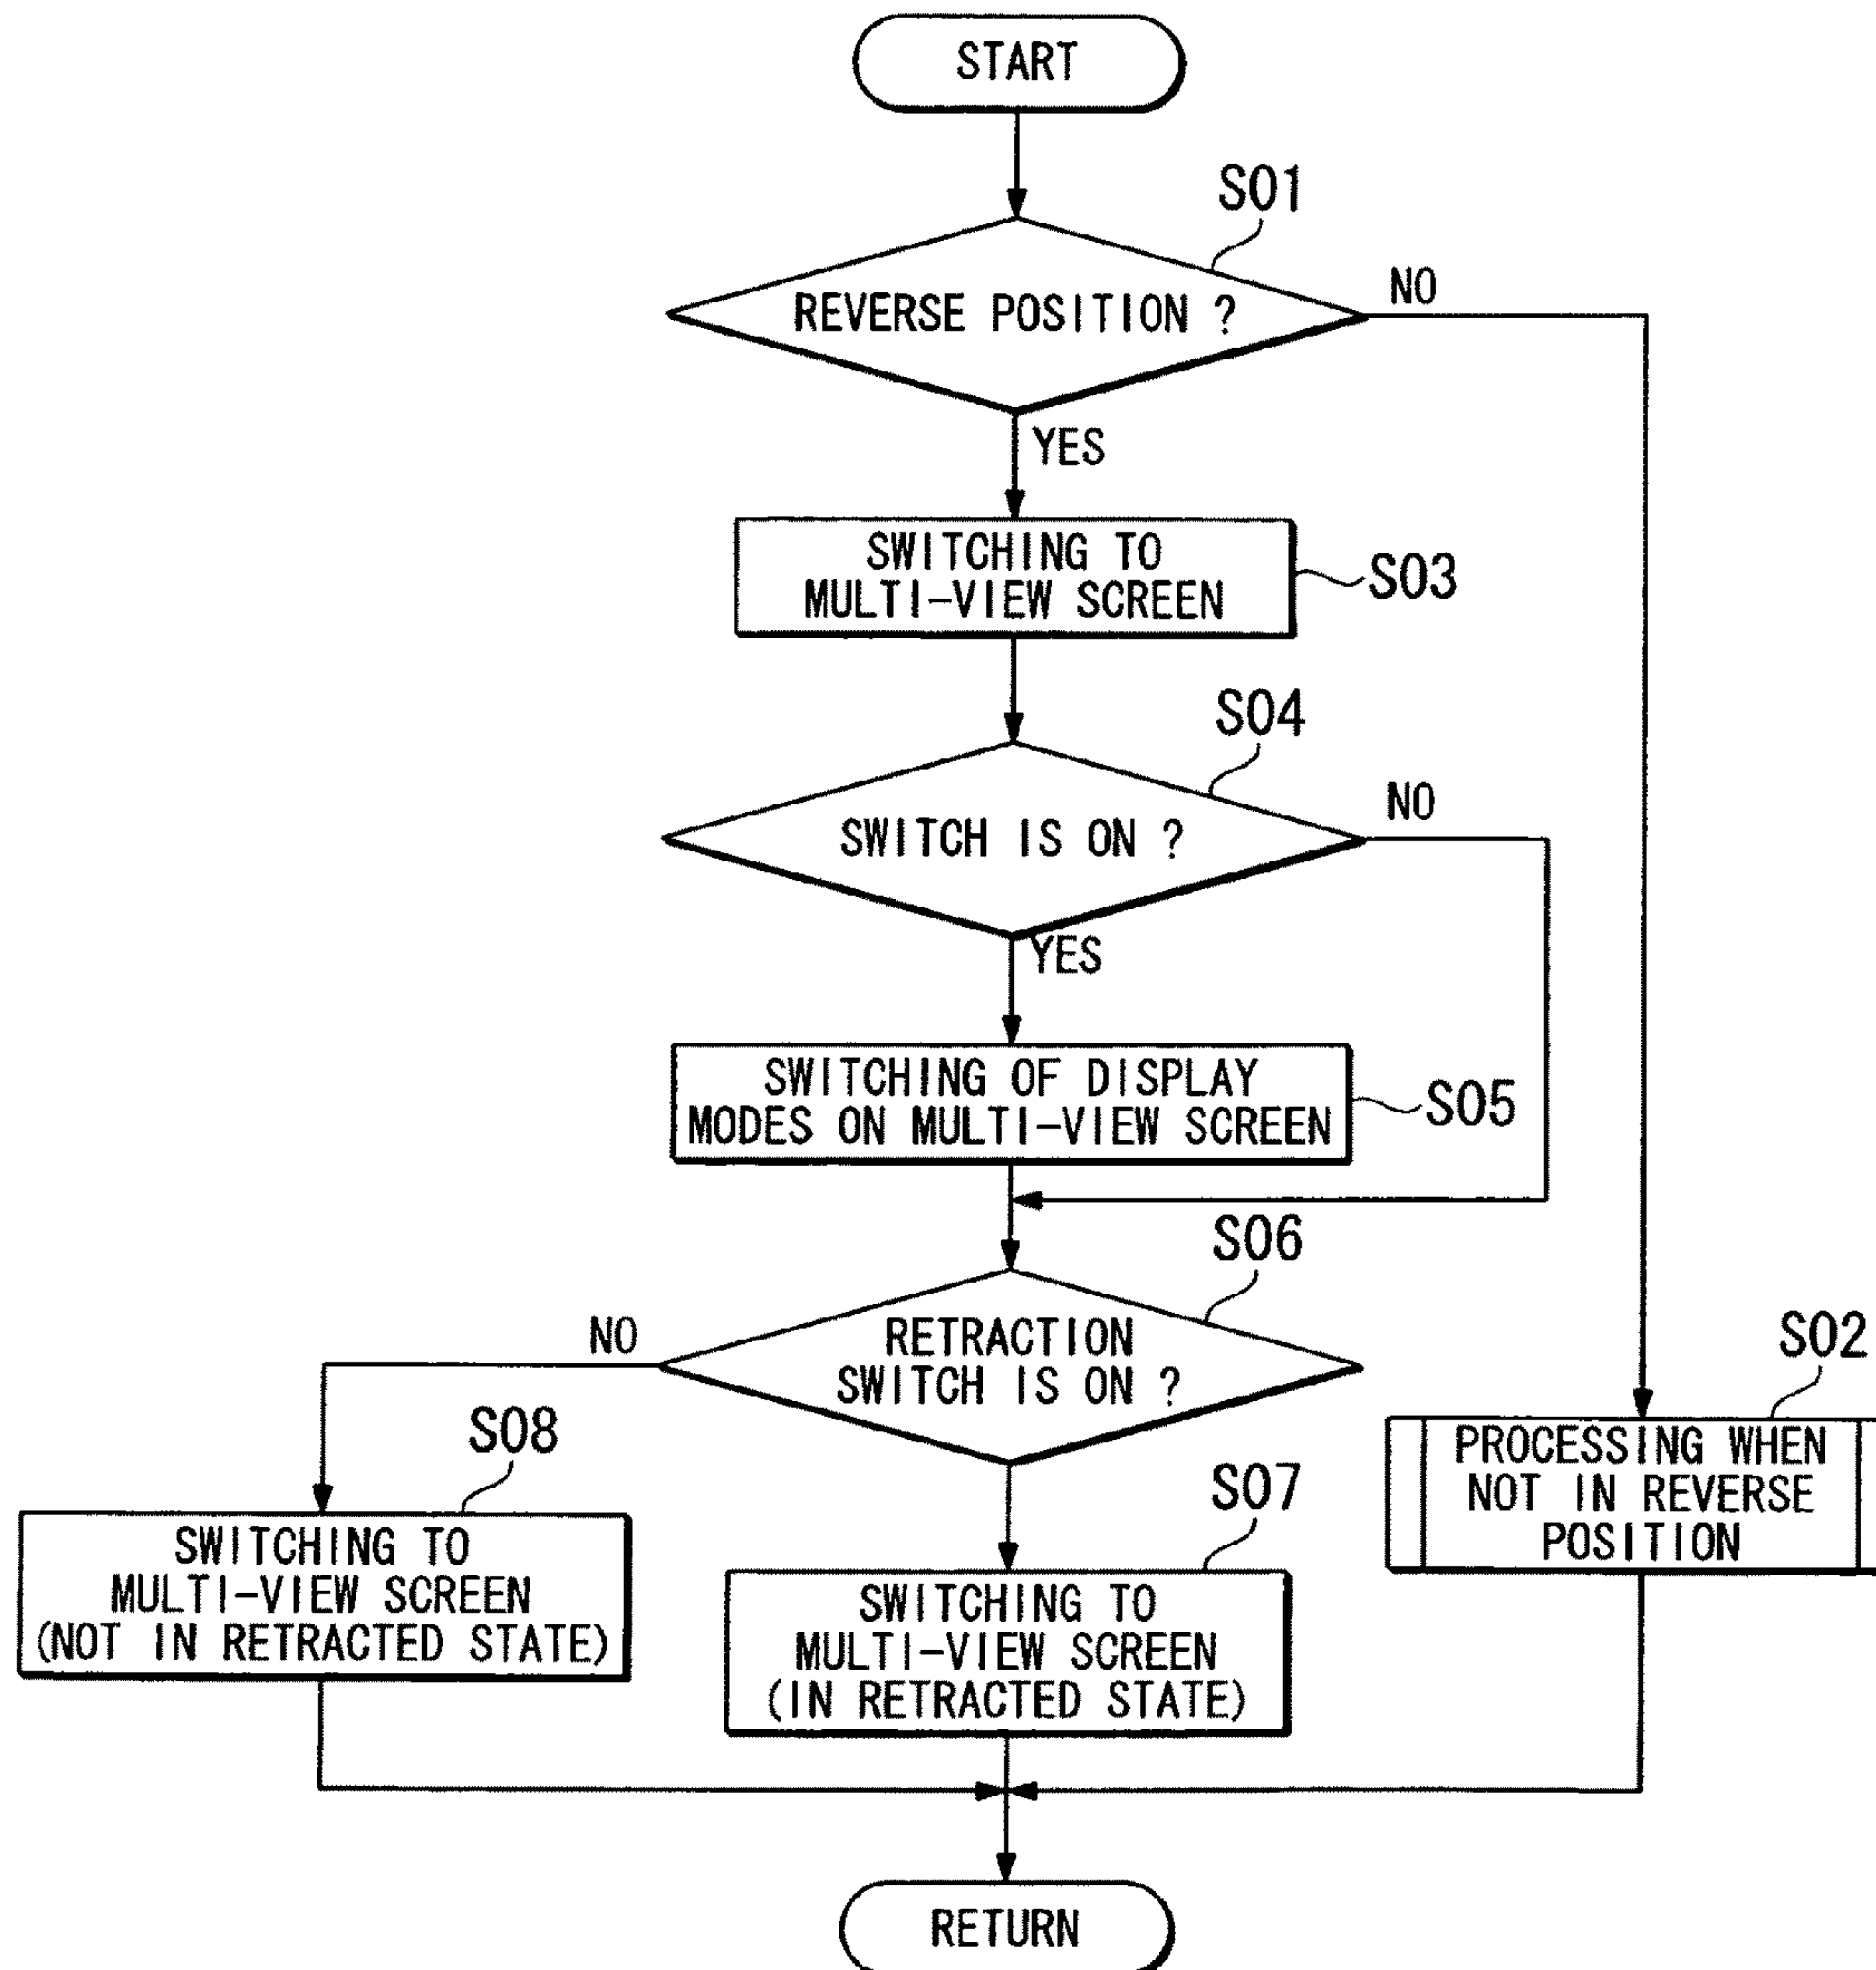 START
S01
REVERSE POSITION ?
NO
YES
SWITCHING TO
MULTI-VIEW SCREEN
S03
S04
SWITCH IS ON ?
NO
YES
SWITCHING OF DISPLAY
MODES ON MULTI-VIEW SCREEN
S05
S06
RETRACTION
SWITCH IS ON ?
NO
S08
SWITCHING TO
MULTI-VIEW SCREEN
(NOT IN RETRACTED STATE)
S07
SWITCHING TO
MULTI-VIEW SCREEN
(IN RETRACTED STATE)
S02
PROCESSING WHEN
NOT IN REVERSE
POSITION
RETURN